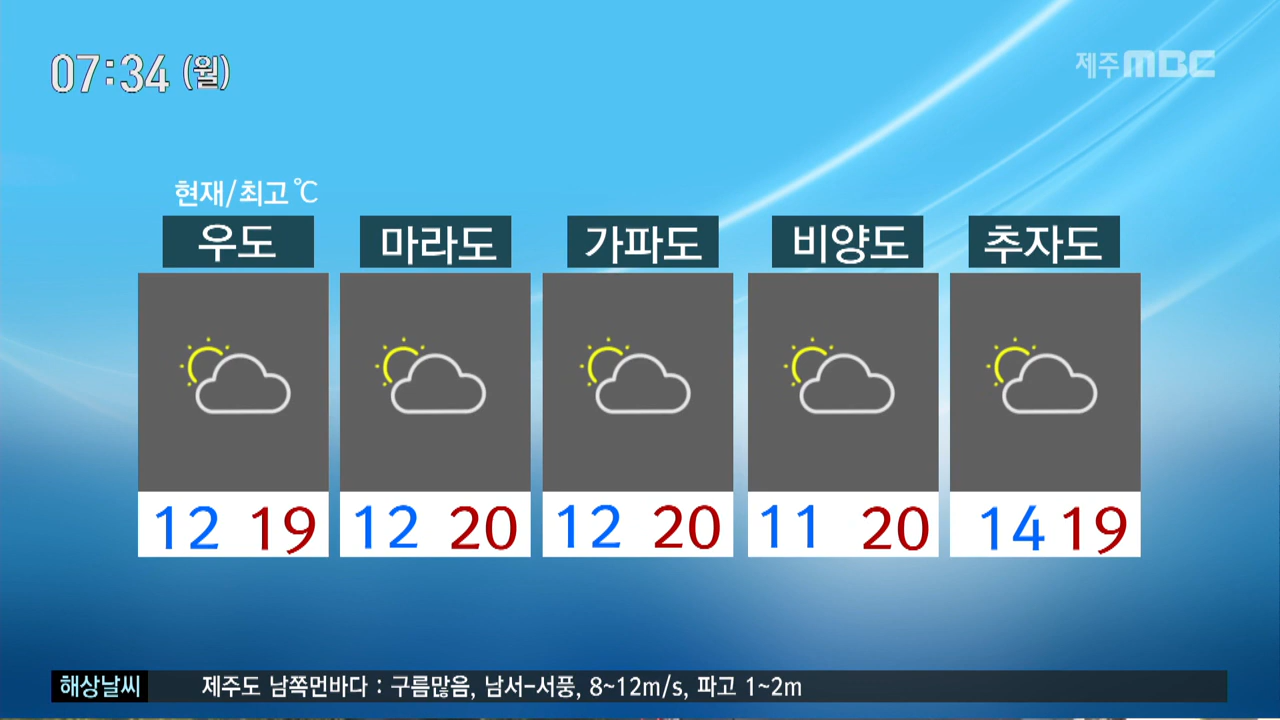 07:34 (월)
제주MBC
현재/최고 ℃
우도 마라도 가파도 비양도 추자도
12 19 12 20 12 20 11 20 14 19
해상날씨 제주도 남쪽먼바다 : 구름많음, 남서-서풍, 8~12m/s, 파고 1~2m